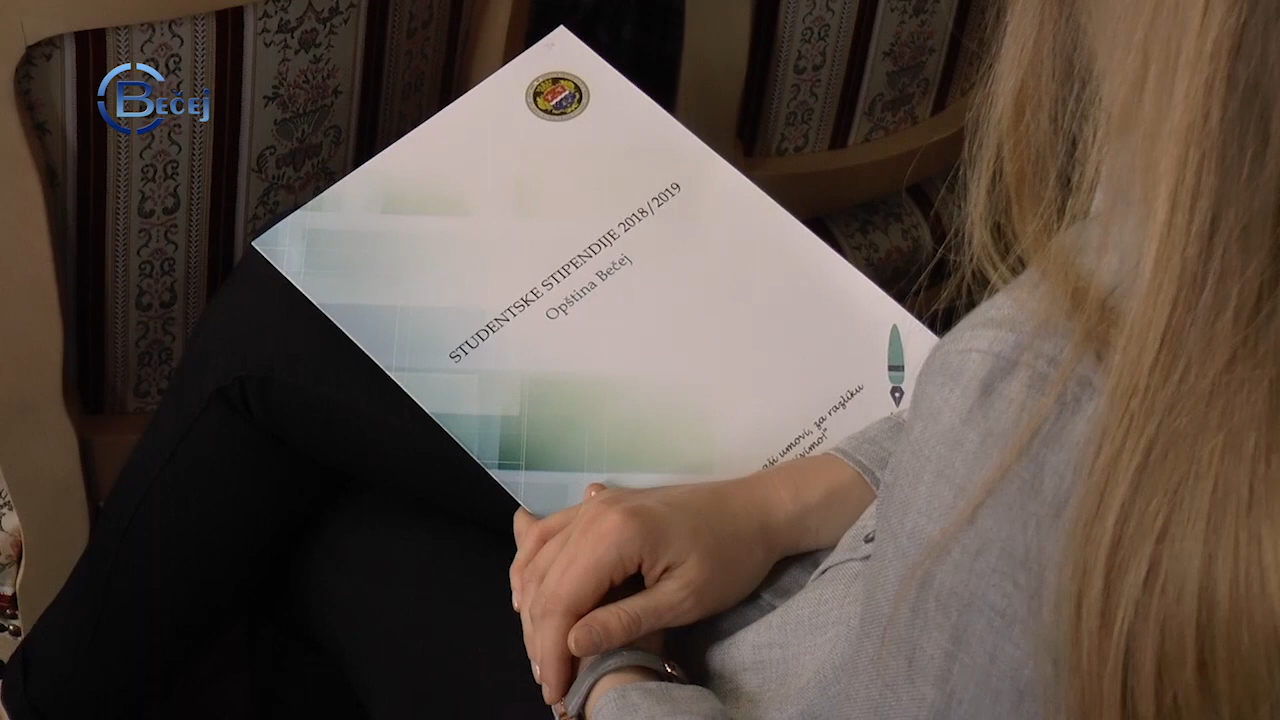 BEČEJ
STUDENTSKE STIPENDIJE 2018/2019
Opština Bečej
umovi, za razliku